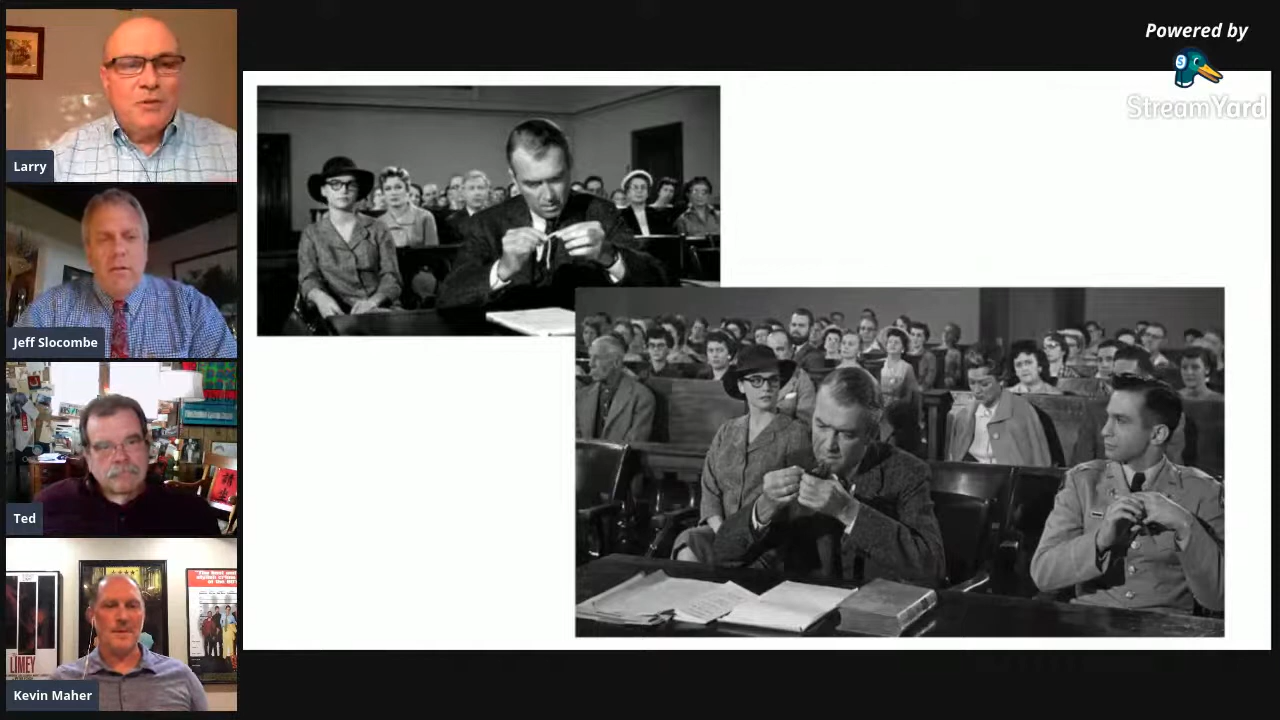 Larry
Jeff Slocombe
Ted
LIMEY
Kevin Maher
Powered by
StreamYard